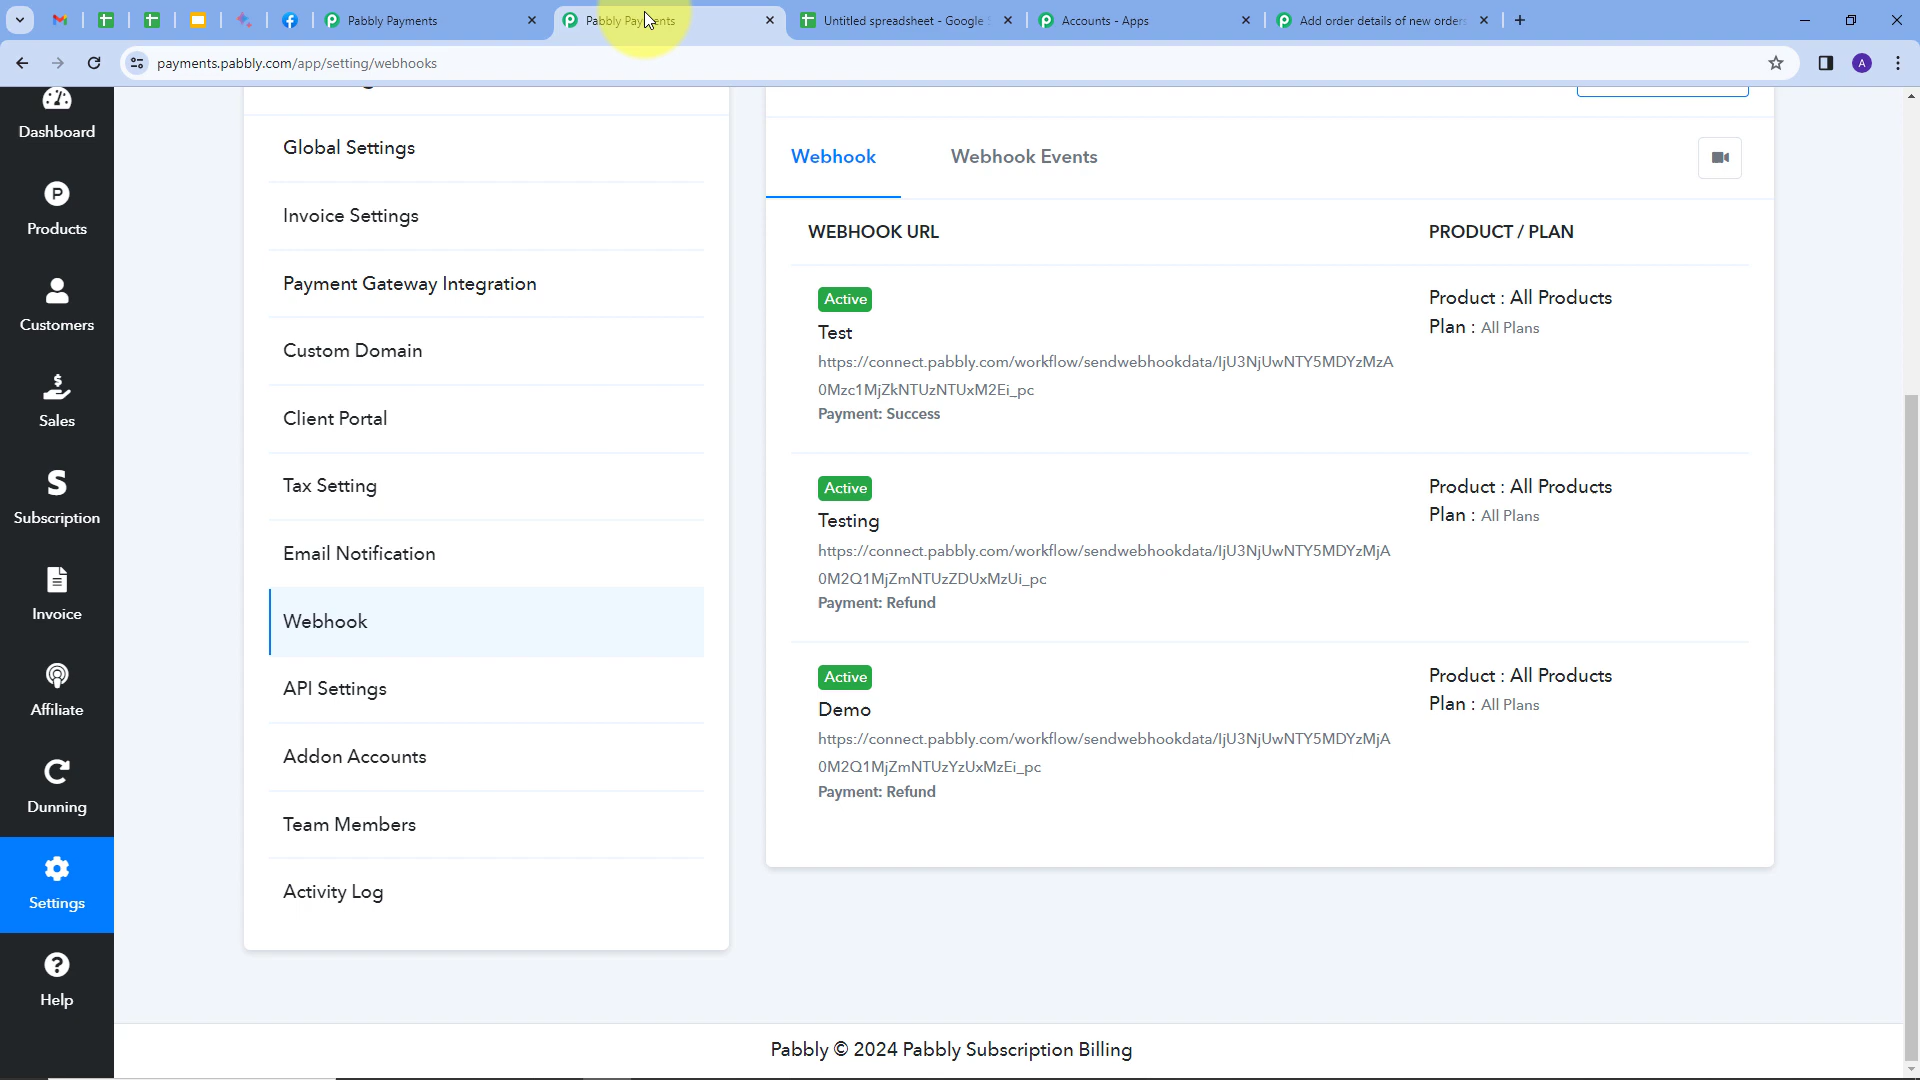 Pabbly Payments
Pabbly Payments
Untitled spreadsheet - Google
Accounts - Apps
Add order details of new orders
payments.pabbly.com/app/setting/webhooks
A
Dashboard
Products
Customers
Sales
Subscription
Invoice
Affiliate
Dunning
Settings
Help
Global Settings
Invoice Settings
Payment Gateway Integration
Custom Domain
Client Portal
Tax Setting
Email Notification
Webhook
API Settings
Addon Accounts
Team Members
Activity Log
Webhook
Webhook Events
WEBHOOK URL
PRODUCT / PLAN
Active
Test
https://connect.pabbly.com/workflow/sendwebhookdata/IjU3NjUwNTY5MDYzMzA
0Mzc1MjZkNTUzNTUxM2Ei_pc
Payment: Success
Product : All Products
Plan : All Plans
Active
Testing
https://connect.pabbly.com/workflow/sendwebhookdata/IjU3NjUwNTY5MDYzMjA
0M2Q1MjZmNTUzZDUxMzUi_pc
Payment: Refund
Product : All Products
Plan : All Plans
Active
Demo
https://connect.pabbly.com/workflow/sendwebhookdata/IjU3NjUwNTY5MDYzMjA
0M2Q1MjZmNTUzYzUxMzEi_pc
Payment: Refund
Product : All Products
Plan : All Plans
Pabbly © 2024 Pabbly Subscription Billing